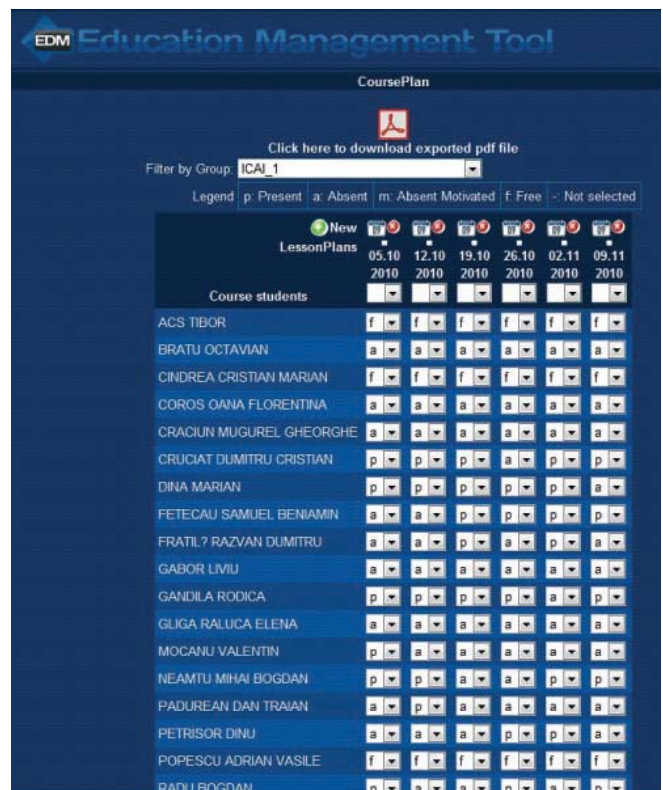 EDM Education Management Tool
CoursePlan
Click here to download exported pdf file
Filter by Group: ICAI_1
Legend p: Present a: Absent m: Absent Motivated f: Free -: Not selected
New LessonPlans
05.10 2010 12.10 2010 19.10 2010 26.10 2010 02.11 2010 09.11 2010
Course students
ACS TIBOR f f f f f f
BRATU OCTAVIAN a a a a a a
CINDREA CRISTIAN MARIAN f f f f f f
COROS OANA FLORENTINA a a a a a a
CRACIUN MUGUREL GHEORGHE a a a a a a
CRUCIAT DUMITRU CRISTIAN p p p a p p
DINA MARIAN p p p p p a
FETECAU SAMUEL BENIAMIN a a p p p p
FRATIL? RAZVAN DUMITRU a a p a p a
GABOR LIVIU a a a a a a
GANDILA RODICA p p p p a p
GLIGA RALUCA ELENA a a a a a a
MOCANU VALENTIN p a a a a a
NEAMTU MIHAI BOGDAN p a a a p p
PADUREAN DAN TRAIAN a p a a a a
PETRISOR DINU a a a p p a
POPESCU ADRIAN VASILE f f f f f f
RADU BOGDAN p a a p a p